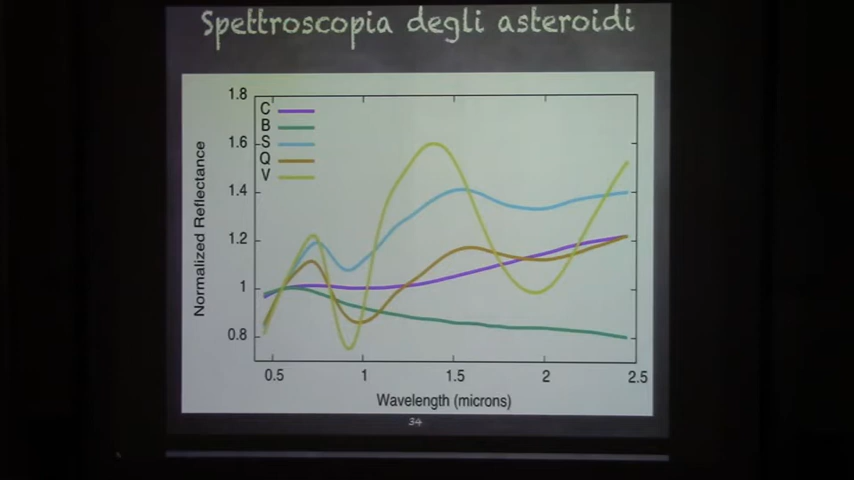 Spettroscopia degli asteroidi
1.8
C
B
1.6
S
Q
V
1.4
Normalized Reflectance
1.2
1
0.8
0.5 1 1.5 2 2.5
Wavelength (microns)
34